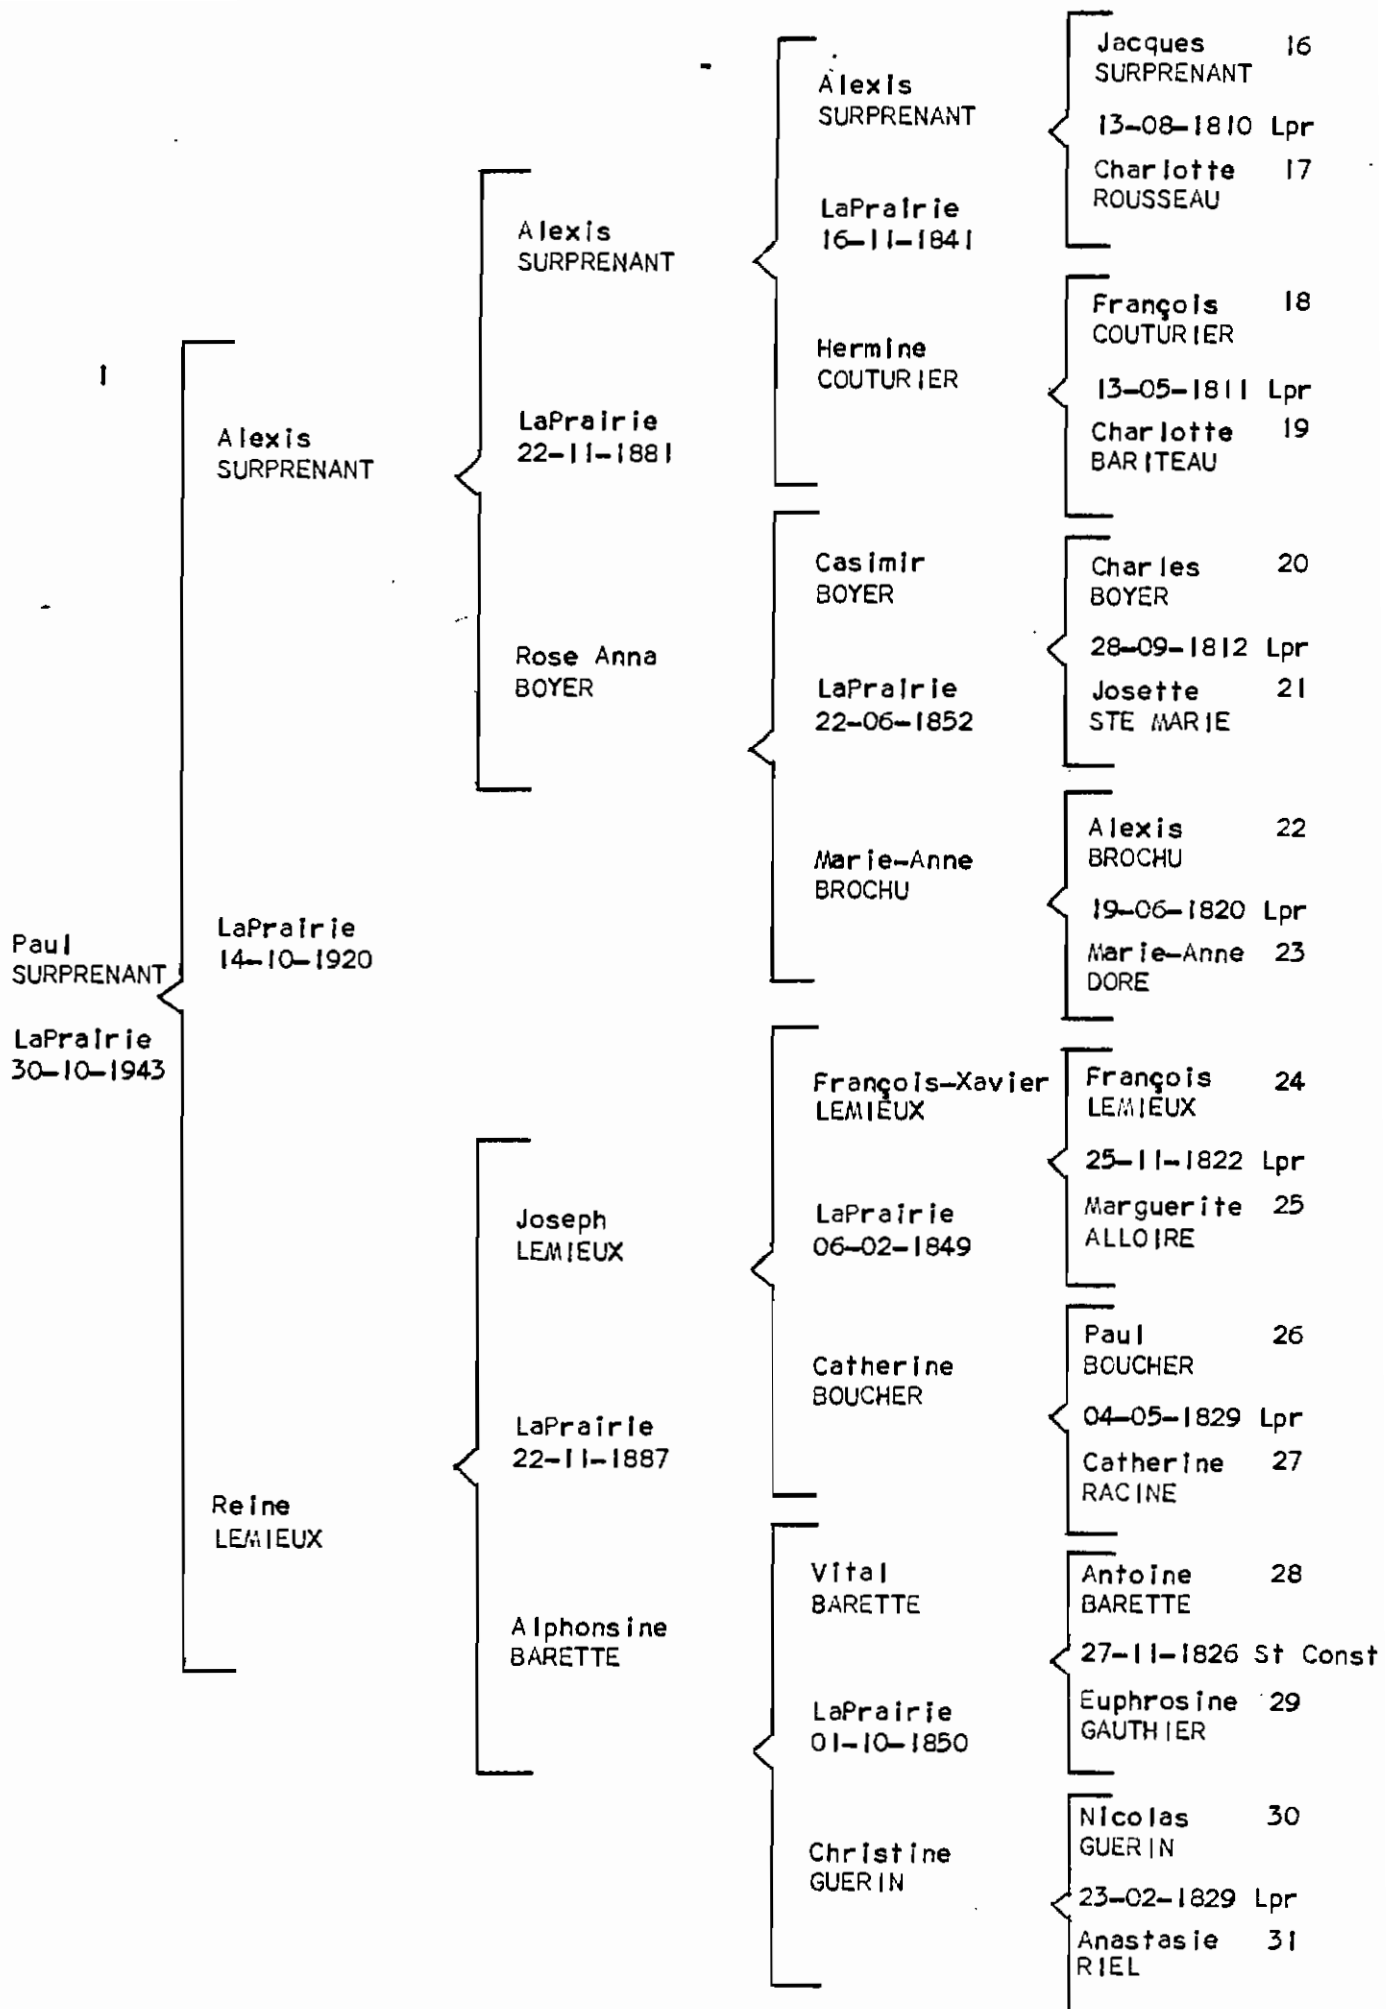 Paul
SURPRENANT
LaPrairie
30-10-1943
Alexis
SURPRENANT
LaPrairie
14-10-1920
Reine
LEMIEUX
Alexis
SURPRENANT
LaPrairie
22-11-1881
Rose Anna
BOYER
Joseph
LEMIEUX
LaPrairie
22-11-1887
Alphonsine
BARETTE
Alexis
SURPRENANT
LaPrairie
16-11-1841
Hermine
COUTURIER
Casimir
BOYER
LaPrairie
22-06-1852
Marie-Anne
BROCHU
François-Xavier
LEMIEUX
LaPrairie
06-02-1849
Catherine
BOUCHER
Vital
BARETTE
LaPrairie
01-10-1850
Christine
GUERIN
Jacques 16
SURPRENANT
13-08-1810 Lpr
Charlotte 17
ROUSSEAU
François 18
COUTURIER
13-05-1811 Lpr
Charlotte 19
BARITEAU
Charles 20
BOYER
28-09-1812 Lpr
Josette 21
STE MARIE
Alexis 22
BROCHU
19-06-1820 Lpr
Marie-Anne 23
DORE
François 24
LEMIEUX
25-11-1822 Lpr
Marguerite 25
ALLOIRE
Paul 26
BOUCHER
04-05-1829 Lpr
Catherine 27
RACINE
Antoine 28
BARETTE
27-11-1826 St Const
Euphrosine 29
GAUTHIER
Nicolas 30
GUERIN
23-02-1829 Lpr
Anastasie 31
RIEL